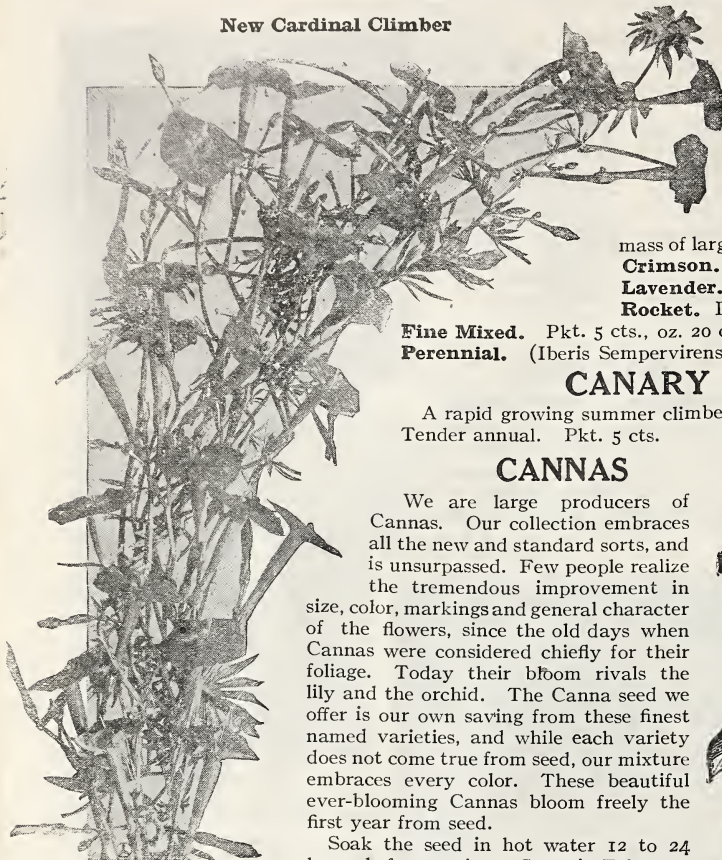 New Cardinal Climber
mass of larg
Crimson.
Lavender.
Rocket.
Fine Mixed. Pkt. 5 cts., oz. 20 c
Perennial. (Iberis Sempervirens
CANARY
A rapid growing summer climbe
Tender annual. Pkt. 5 cts.
CANNAS
We are large producers of
Cannas. Our collection embraces
all the new and standard sorts, and
is unsurpassed. Few people realize
the tremendous improvement in
size, color, markings and general character
of the flowers, since the old days when
Cannas were considered chiefly for their
foliage. Today their bloom rivals the
lily and the orchid. The Canna seed we
offer is our own saving from these finest
named varieties, and while each variety
does not come true from seed, our mixture
embraces every color. These beautiful
ever-blooming Cannas bloom freely the
first year from seed.
Soak the seed in hot water 12 to 24